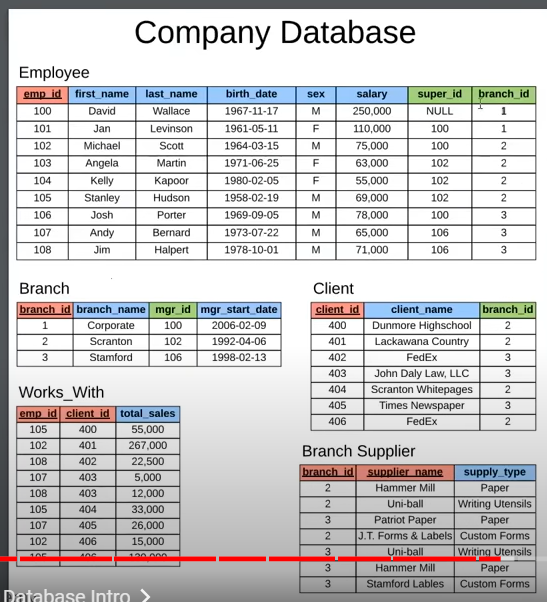 Company Database
Employee
emp_id first_name last_name birth_date sex salary super_id branch_id
100 David Wallace 1967-11-17 M 250,000 NULL 1
101 Jan Levinson 1961-05-11 F 110,000 100 1
102 Michael Scott 1964-03-15 M 75,000 100 2
103 Angela Martin 1971-06-25 F 63,000 102 2
104 Kelly Kapoor 1980-02-05 F 55,000 102 2
105 Stanley Hudson 1958-02-19 M 69,000 102 2
106 Josh Porter 1969-09-05 M 78,000 100 3
107 Andy Bernard 1973-07-22 M 65,000 106 3
108 Jim Halpert 1978-10-01 M 71,000 106 3
Branch
branch_id branch_name mgr_id mgr_start_date
1 Corporate 100 2006-02-09
2 Scranton 102 1992-04-06
3 Stamford 106 1998-02-13
Client
client_id client_name branch_id
400 Dunmore Highschool 2
401 Lackawana Country 2
402 FedEx 3
403 John Daly Law, LLC 3
404 Scranton Whitepages 2
405 Times Newspaper 3
406 FedEx 2
Works_With
emp_id client_id total_sales
105 400 55,000
102 401 267,000
108 402 22,500
107 403 5,000
108 403 12,000
105 404 33,000
107 405 26,000
102 406 15,000
105 406 130,000
Branch Supplier
branch_id supplier_name supply_type
2 Hammer Mill Paper
2 Uni-ball Writing Utensils
3 Patriot Paper Paper
2 J.T. Forms & Labels Custom Forms
3 Uni-ball Writing Utensils
3 Hammer Mill Paper
3 Stamford Lables Custom Forms
Database Intro